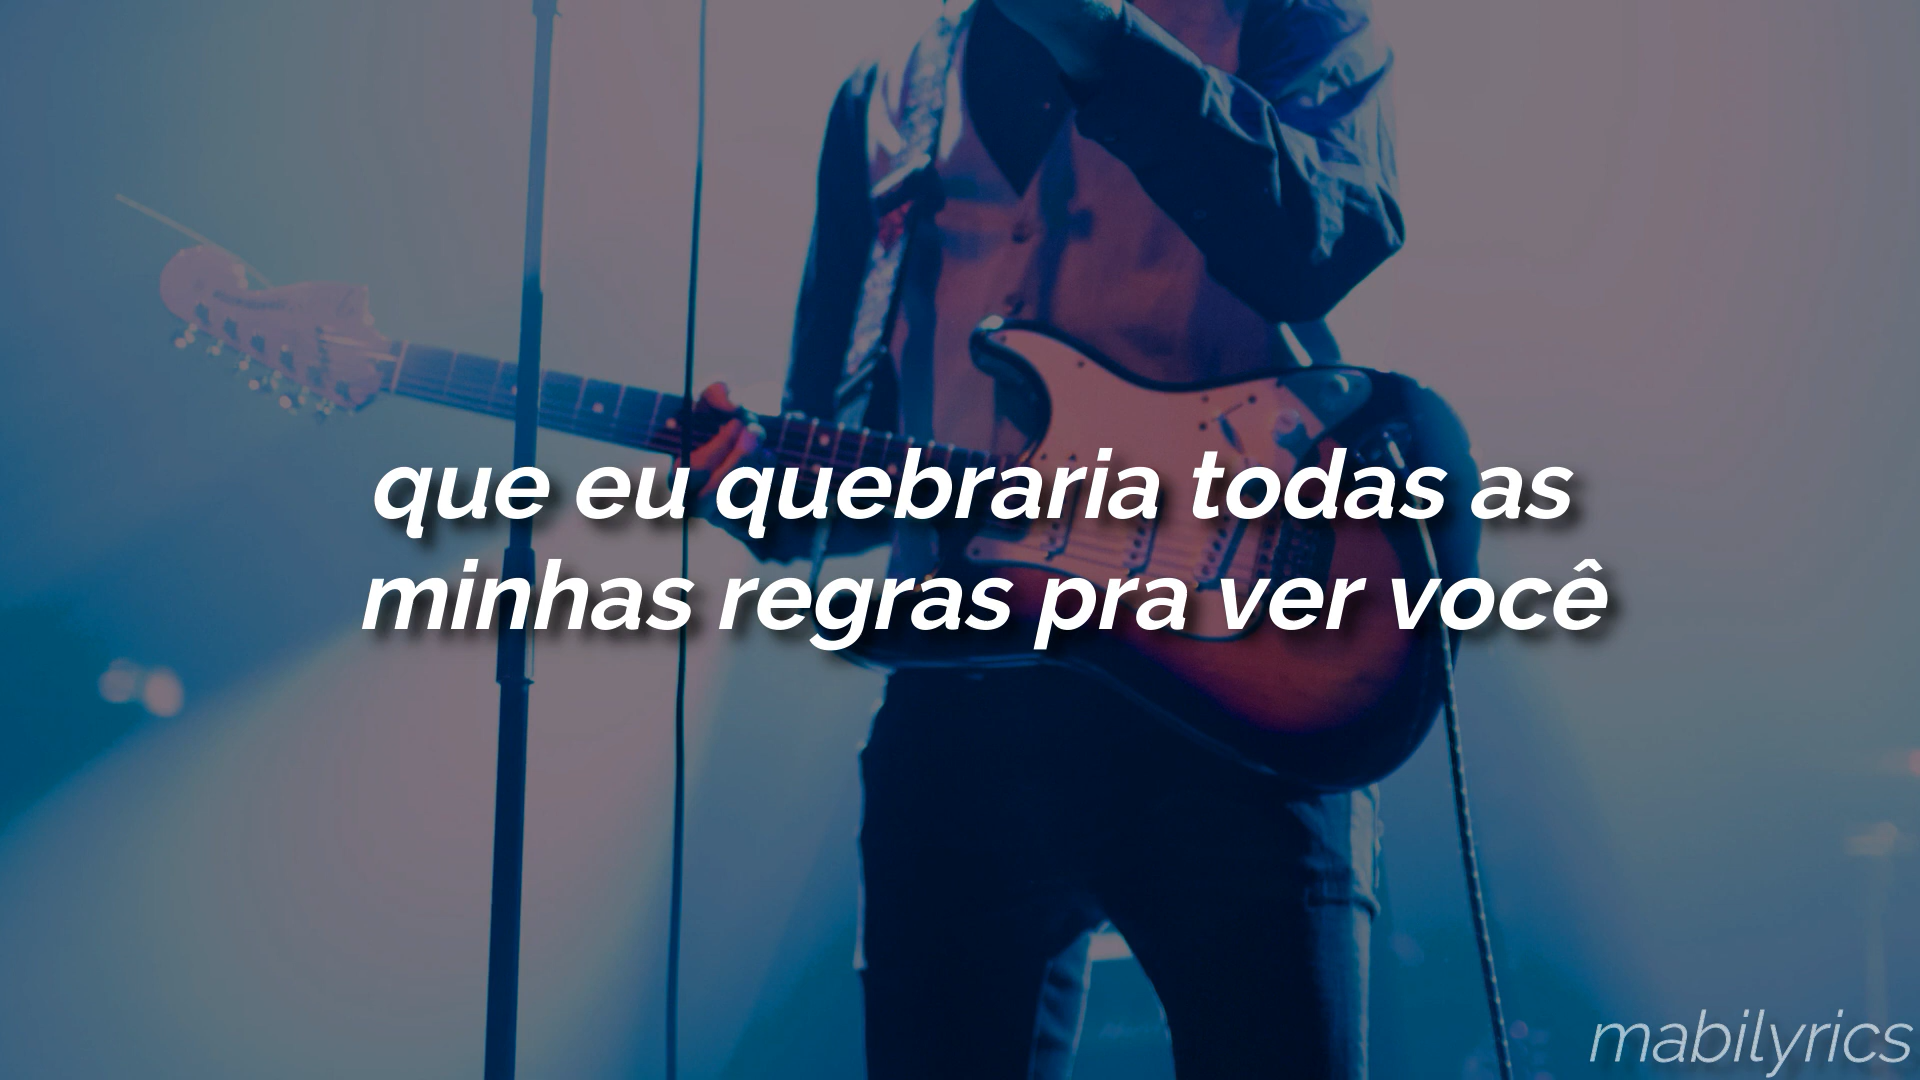 que eu quebraria todas as
minhas regras pra ver você
mabilyrics